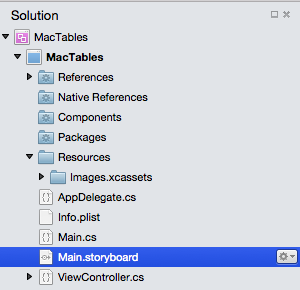 Solution
MacTables
MacTables
References
Native References
Components
Packages
Resources
Images.xcassets
AppDelegate.cs
Info.plist
Main.cs
Main.storyboard
ViewController.cs